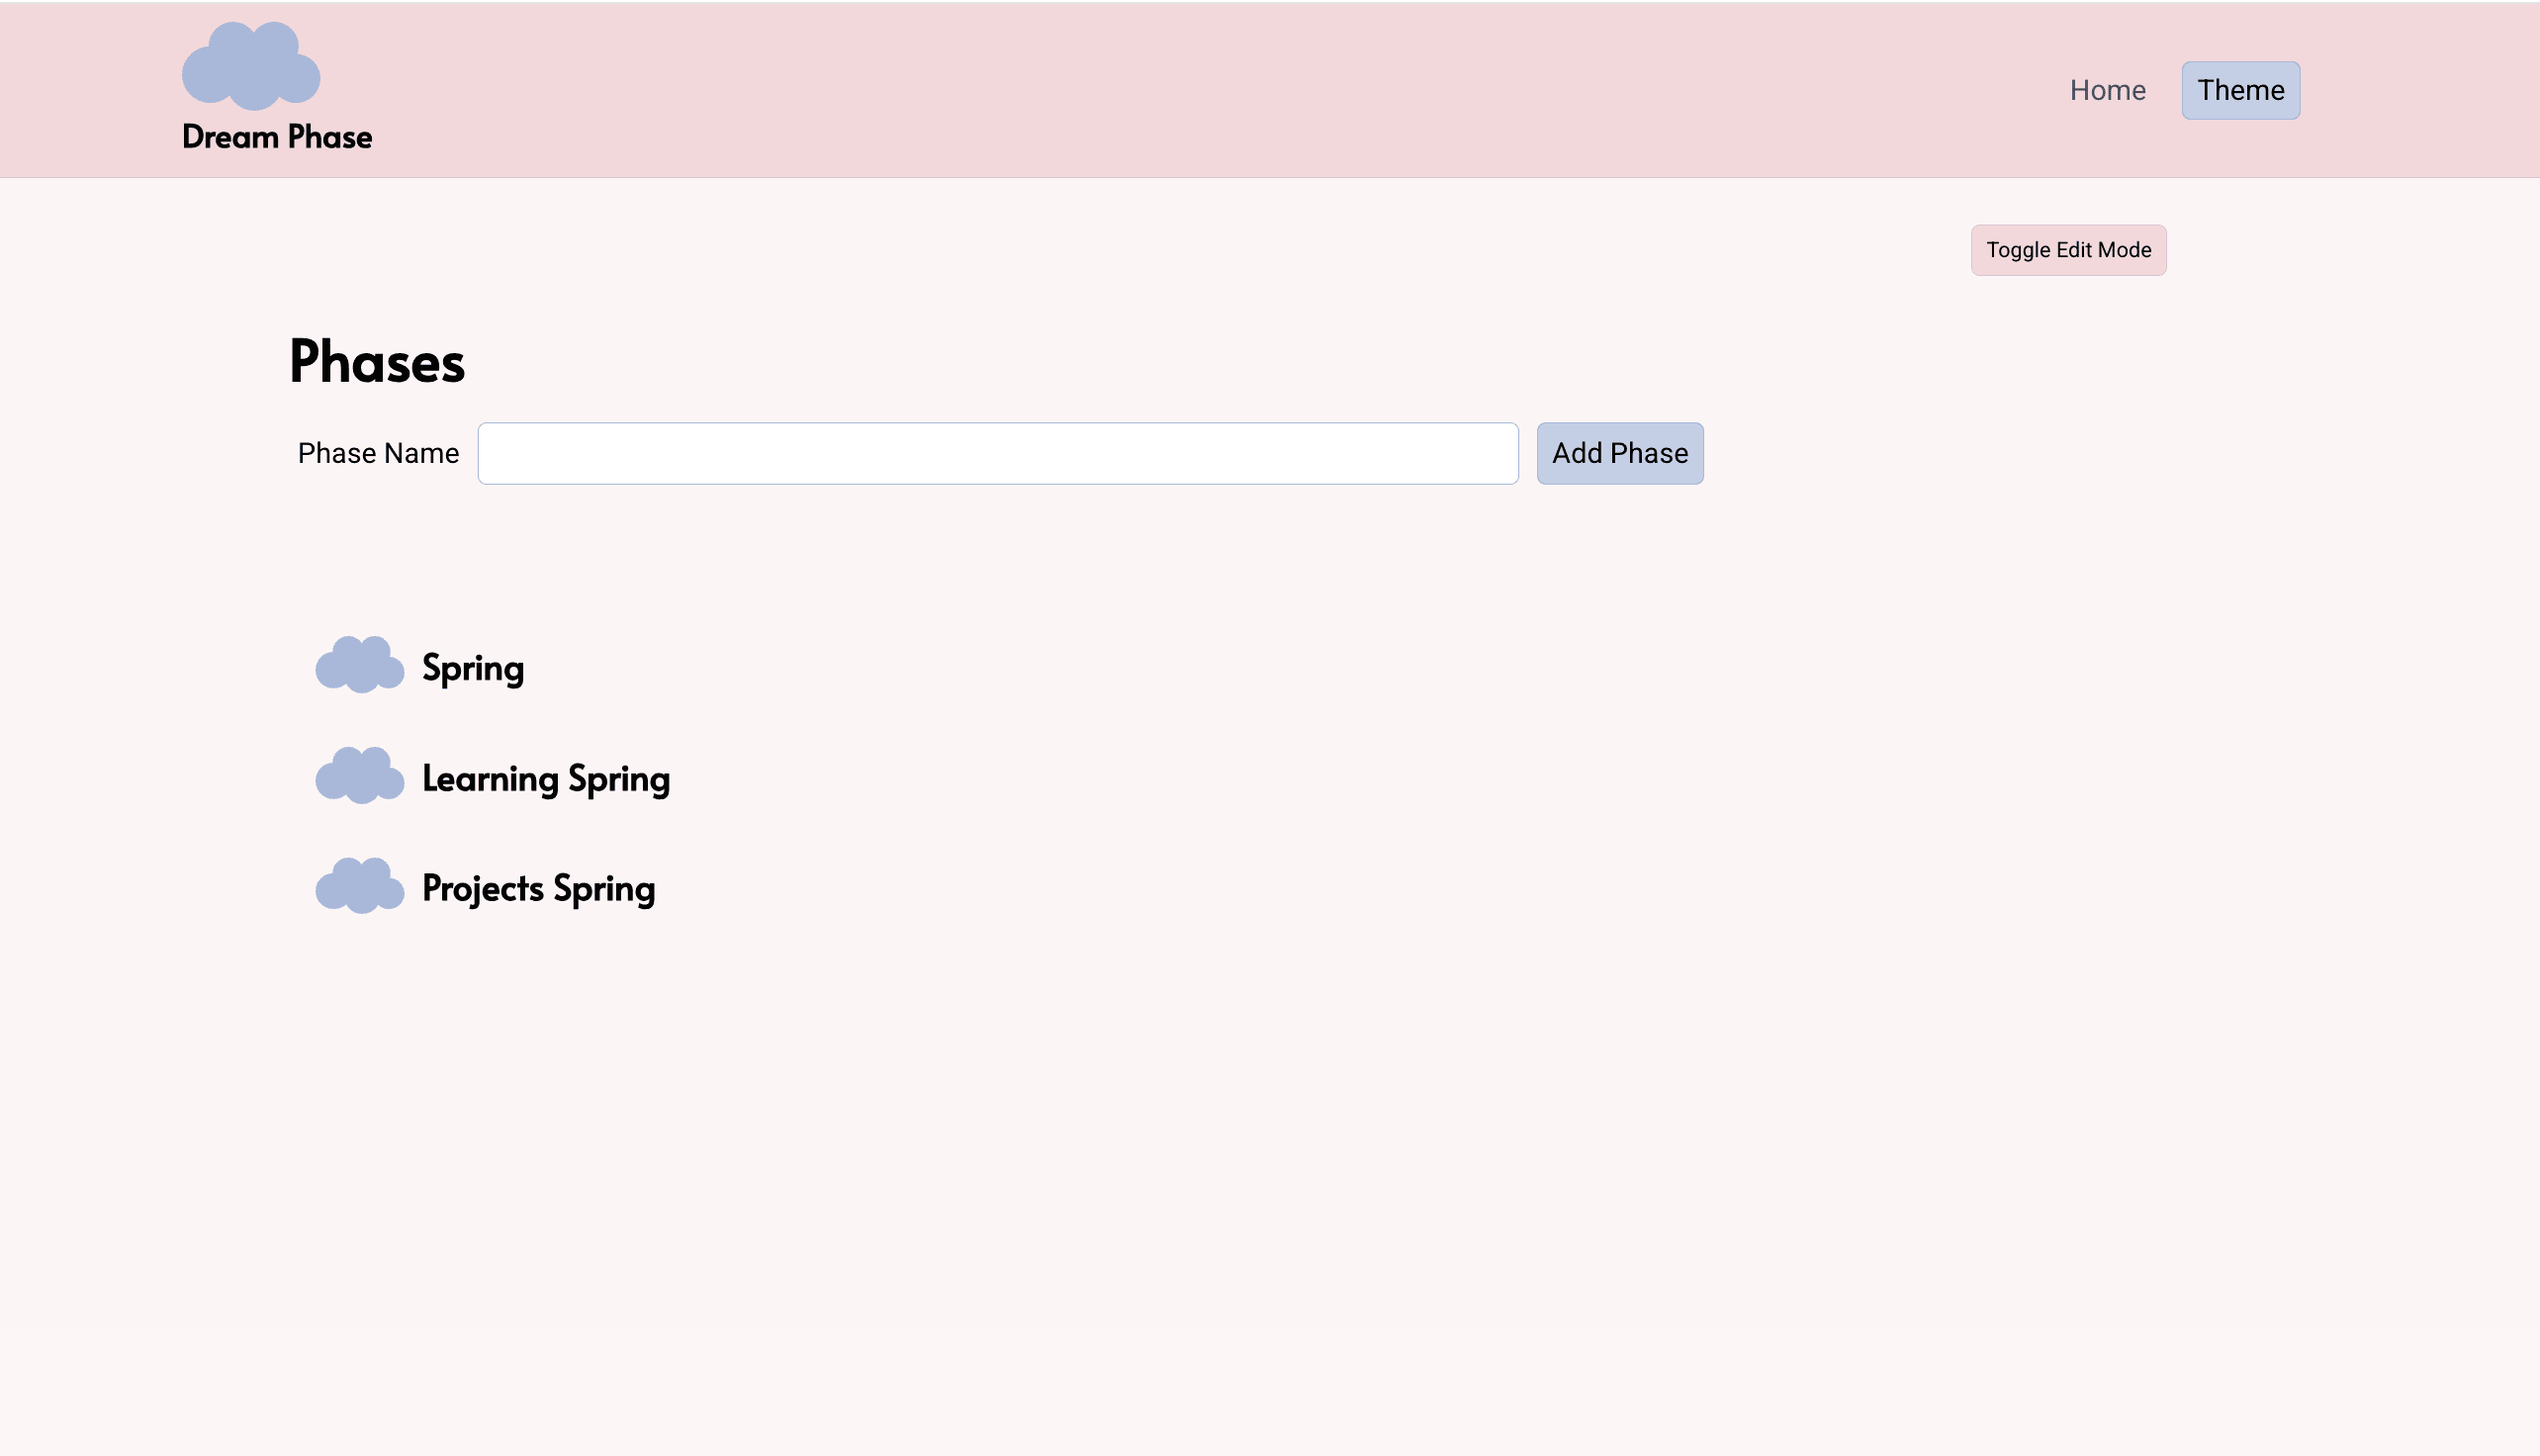 Dream Phase
Home
Theme
Toggle Edit Mode
Phases
Phase Name
Add Phase
Spring
Learning Spring
Projects Spring